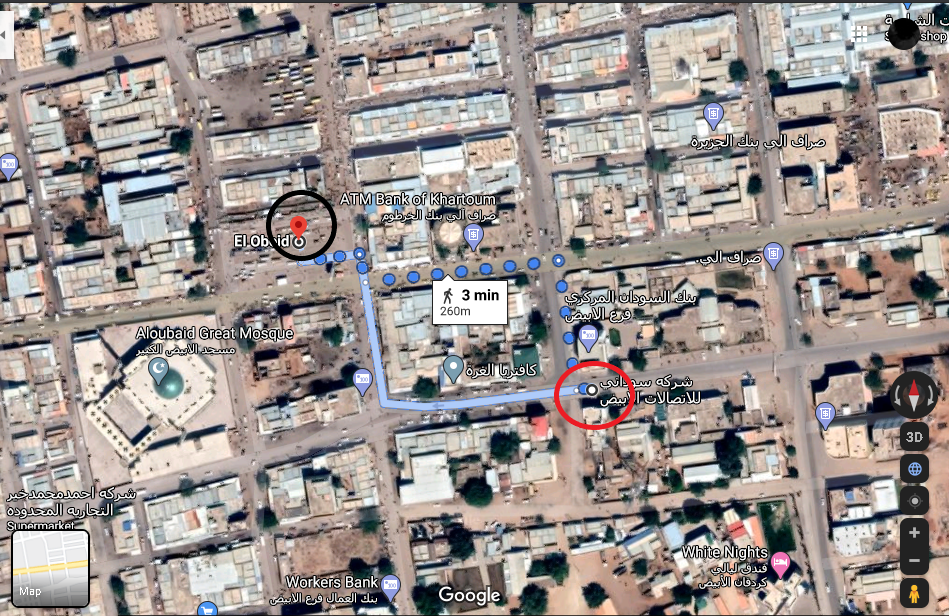 shop
صراف الي بنك الجزيرة
ATM Bank of Khartoum
صراف الي بنك الخرطوم
El Obeid
صراف الي.
3 min
260m
بنك السودان المركزي
فرع الابيض
Aloubaid Great Mosque
مسجد الابيض الكبير
كافتريا الغرة
شركه سوداني
للاتصالات الابيض
3D
شركه احمدمحمدخير
التجاريه المحدوده
Supermarket
Map
White Nights
فندق ليالي
كردفان الأبيض
Workers Bank
بنك العمال فرع الابيض
Google